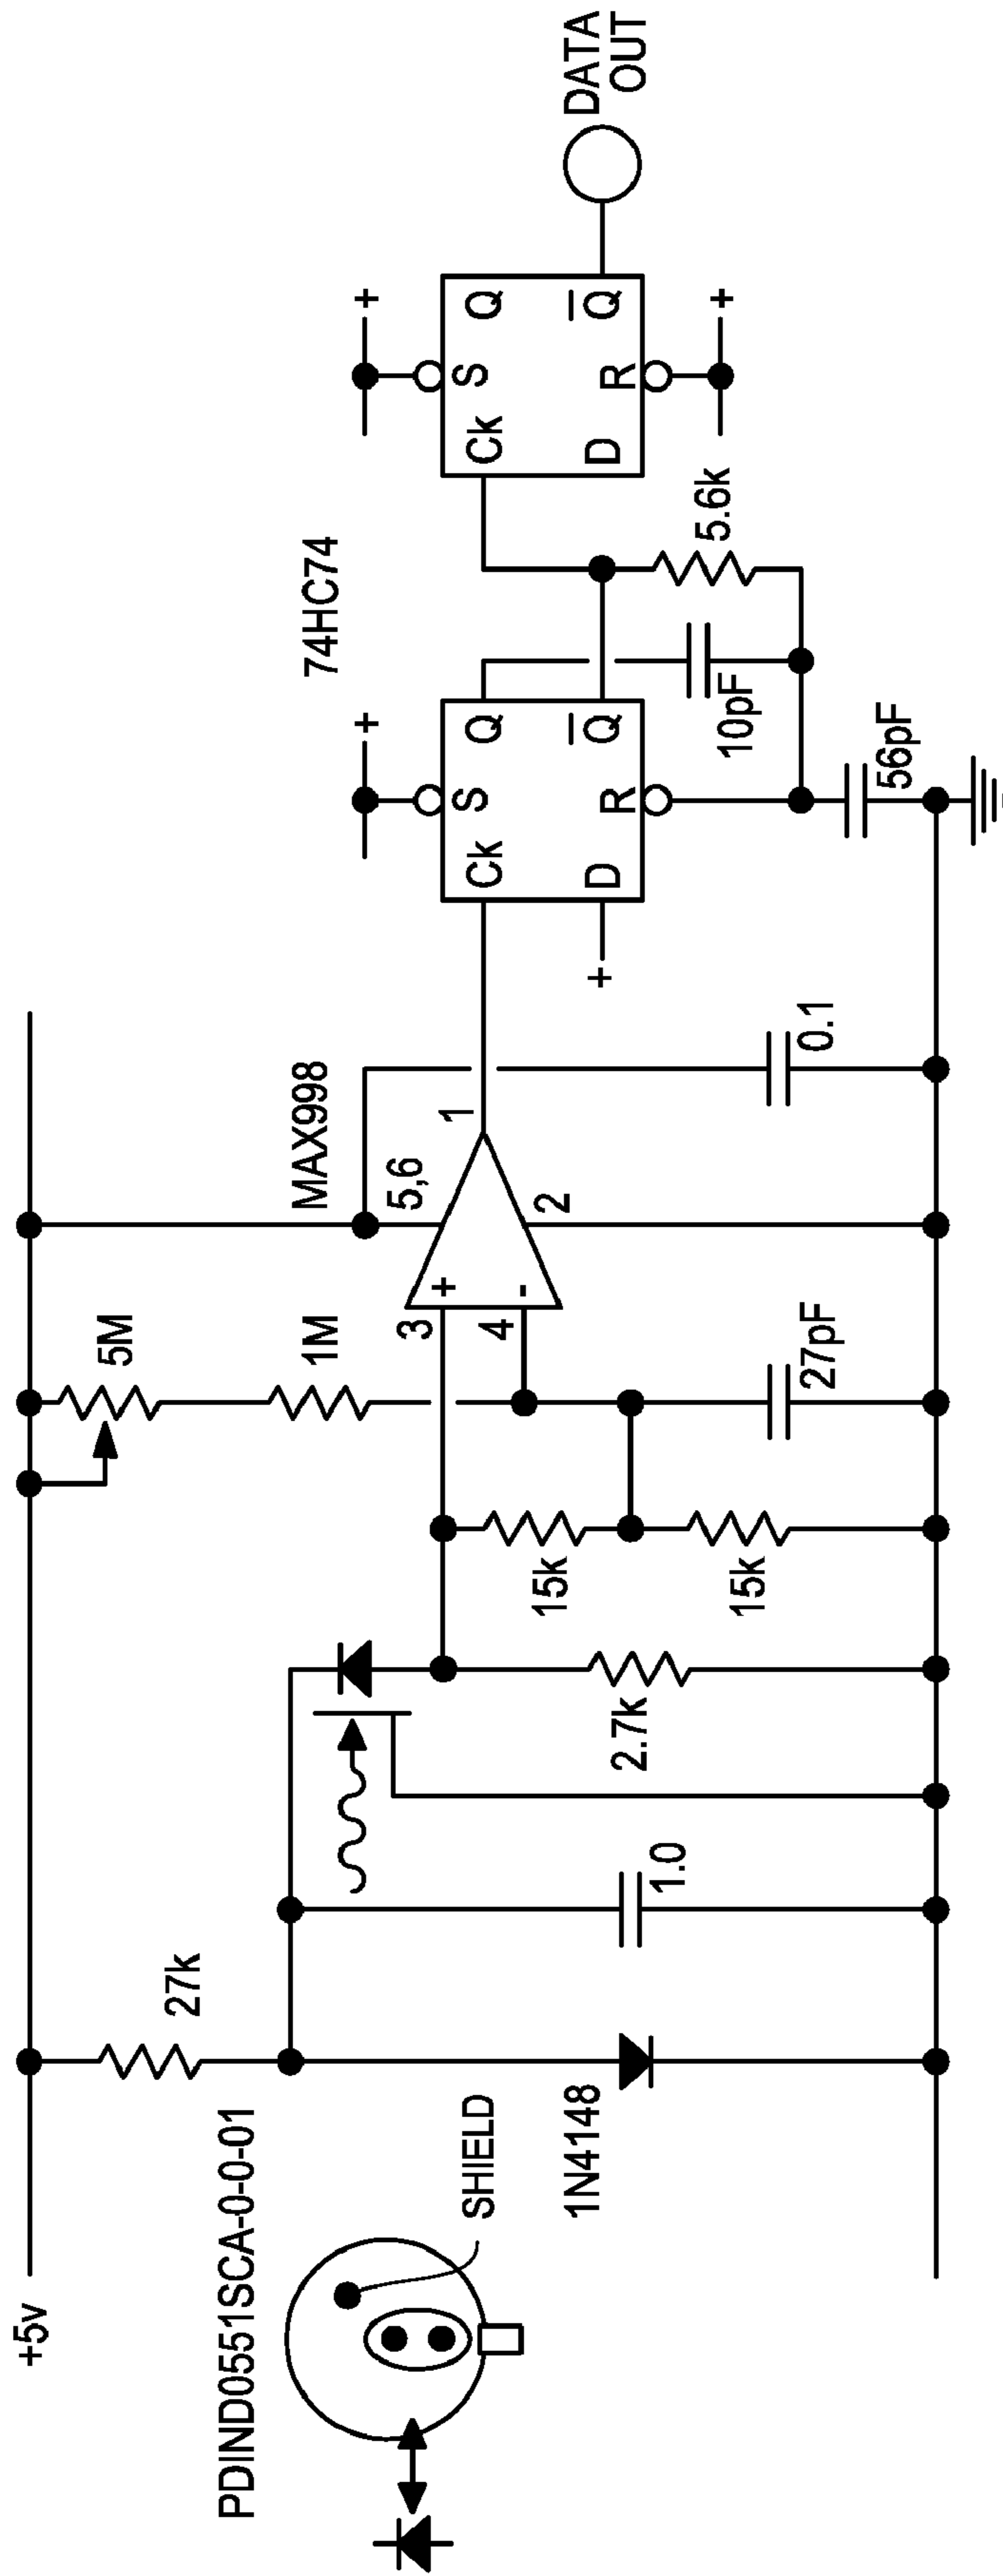 +5v
PDIND0551SCA-0-0-01
SHIELD
27k
1N4148
1.0
2.7k
15k
15k
5M
1M
27pF
MAX998
3
+
4
-
5,6
1
2
0.1
74HC74
+
+
Ck
S
Q
D
R
Q̅
10pF
56pF
5.6k
+
Ck
S
Q
D
R
Q̅
+
DATA
OUT